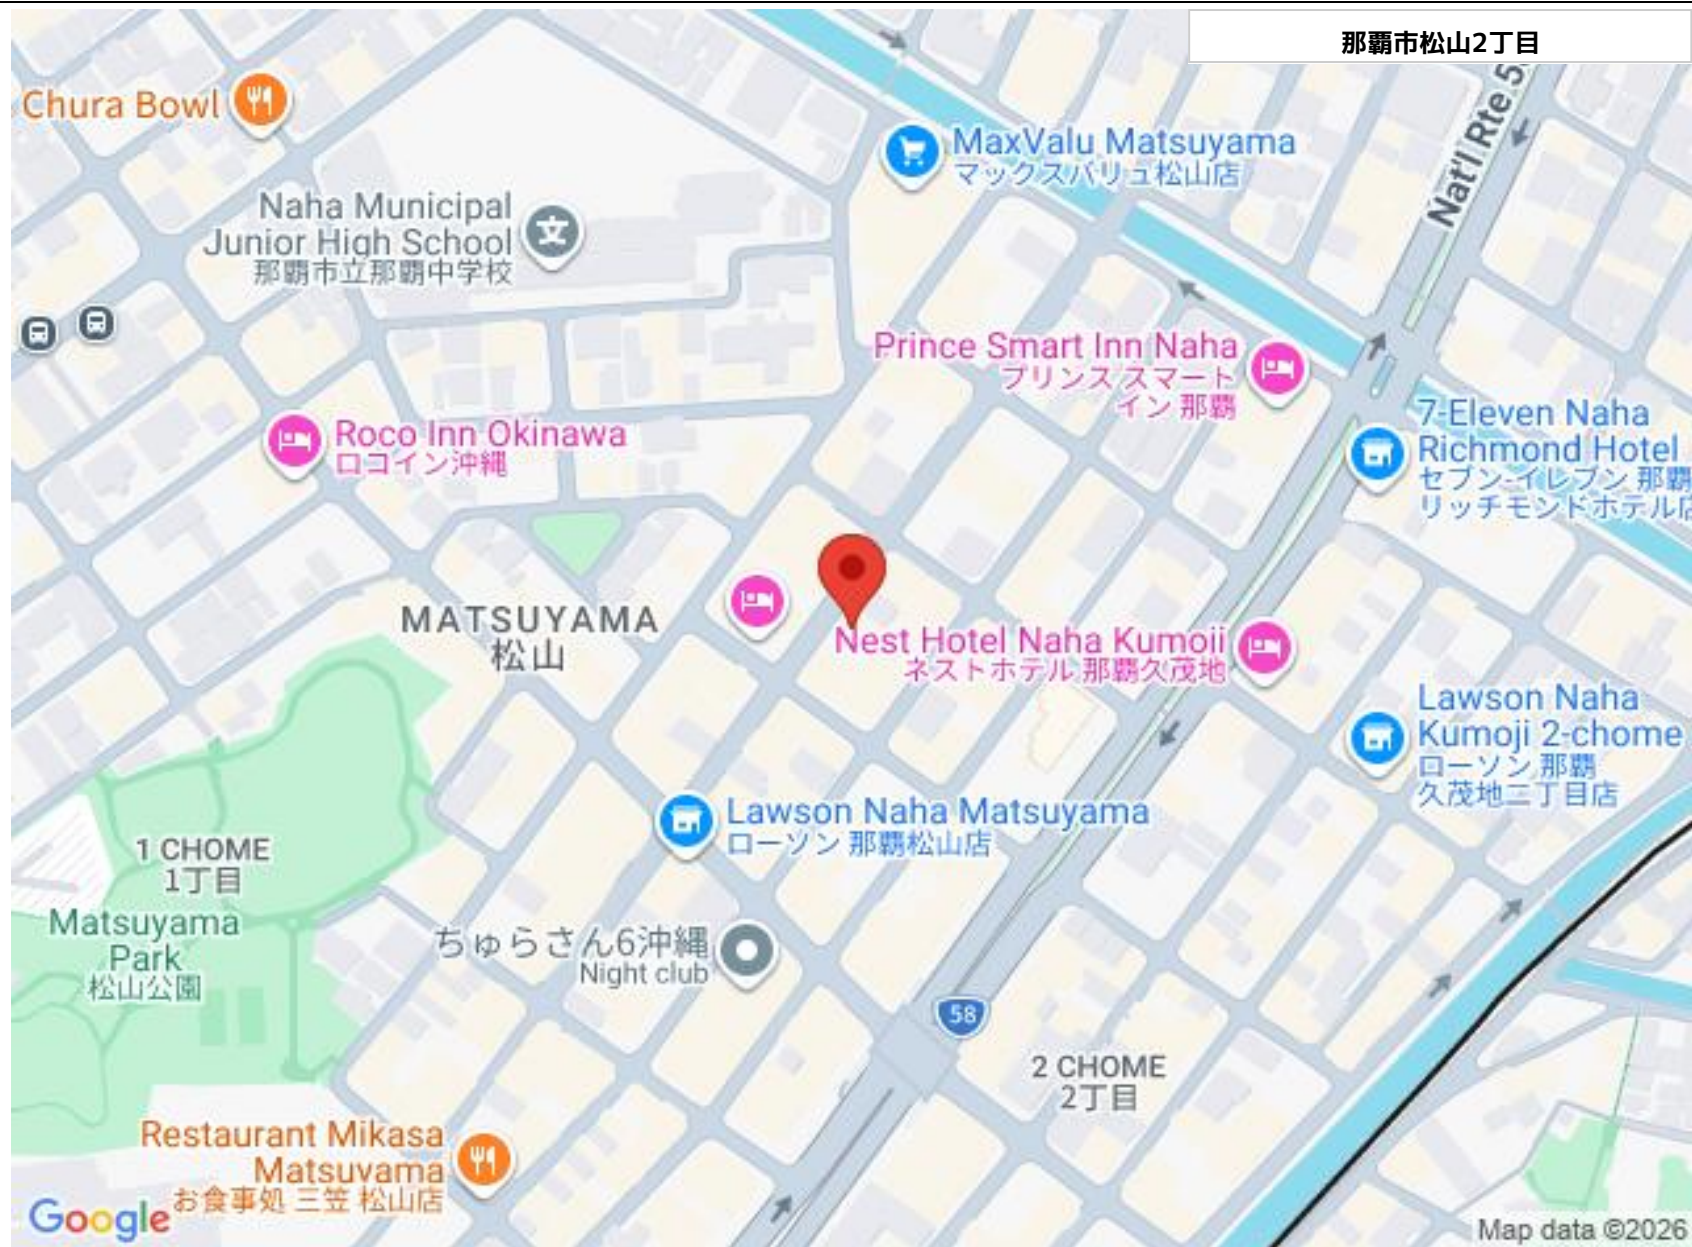 那覇市松山2丁目
Nat'l Rte 5
Chura Bowl
MaxValu Matsuyama
マックスバリュ松山店
Naha Municipal
Junior High School
那覇市立那覇中学校
Prince Smart Inn Naha
プリンス スマート
イン 那覇
7-Eleven Naha
Richmond Hotel
セブン-イレブン 那覇
リッチモンドホテル店
Roco Inn Okinawa
ロコイン沖縄
MATSUYAMA
松山
Nest Hotel Naha Kumoji
ネストホテル 那覇久茂地
Lawson Naha
Kumoji 2-chome
ローソン 那覇
久茂地二丁目店
Lawson Naha Matsuyama
ローソン 那覇松山店
1 CHOME
1丁目
Matsuyama
Park
松山公園
ちゅらさん6沖縄
Night club
58
2 CHOME
2丁目
Restaurant Mikasa
Matsuyama
お食事処 三笠 松山店
Google
Map data ©2026